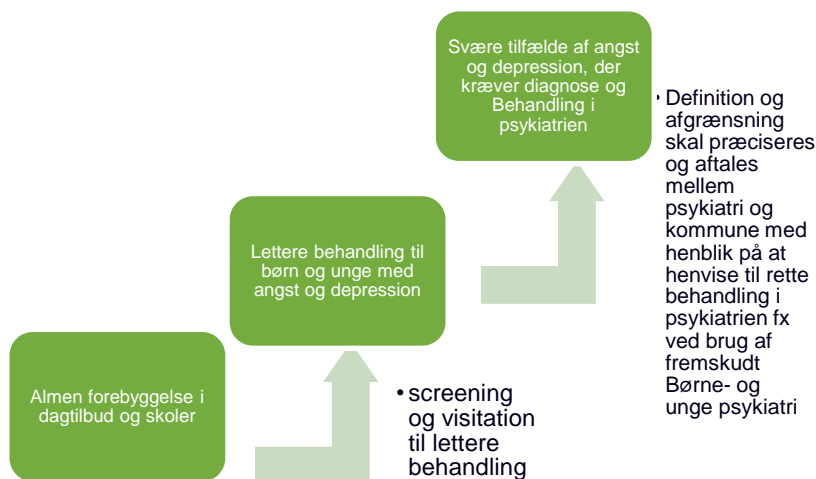 Svære tilfælde af angst
og depression, der
kræver diagnose og
Behandling i
psykiatrien
• Definition og
afgrænsning
skal præciseres
og aftales
mellem
psykiatri og
kommune med
henblik på at
henvise til rette
behandling i
psykiatrien fx
ved brug af
fremskudt
Børne- og
unge psykiatri
Lettere behandling til
børn og unge med
angst og depression
• screening
og visitation
til lettere
behandling
Almen forebyggelse i
dagtilbud og skoler